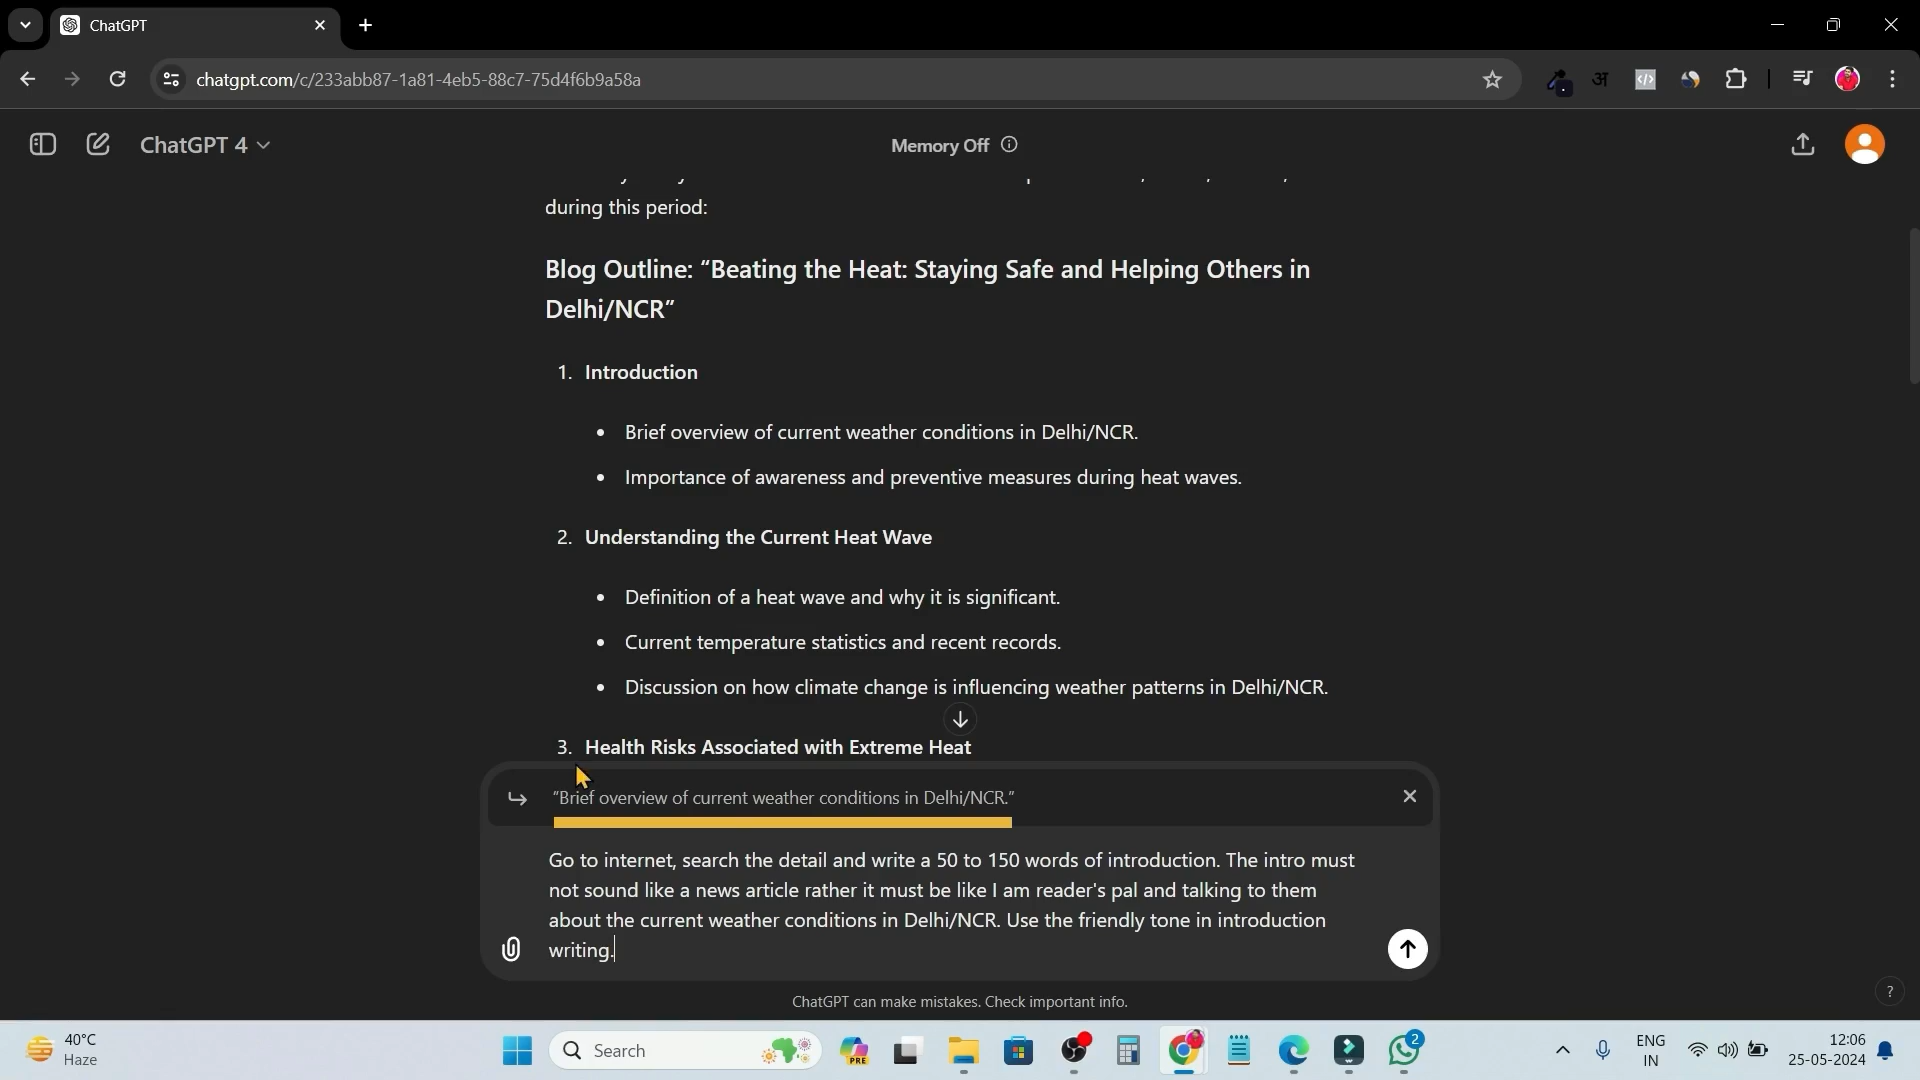 ChatGPT
chatgpt.com/c/233abb87-1a81-4eb5-88c7-75d4f6b9a58a
अ
ChatGPT 4
Memory Off
during this period:
Blog Outline: “Beating the Heat: Staying Safe and Helping Others in
Delhi/NCR”
1. Introduction
• Brief overview of current weather conditions in Delhi/NCR.
• Importance of awareness and preventive measures during heat waves.
2. Understanding the Current Heat Wave
• Definition of a heat wave and why it is significant.
• Current temperature statistics and recent records.
• Discussion on how climate change is influencing weather patterns in Delhi/NCR.
3. Health Risks Associated with Extreme Heat
“Brief overview of current weather conditions in Delhi/NCR.”
Go to internet, search the detail and write a 50 to 150 words of introduction. The intro must
not sound like a news article rather it must be like I am reader's pal and talking to them
about the current weather conditions in Delhi/NCR. Use the friendly tone in introduction
writing.
ChatGPT can make mistakes. Check important info.
?
40°C
Haze
Search
PRE
2
ENG
IN
12:06
25-05-2024